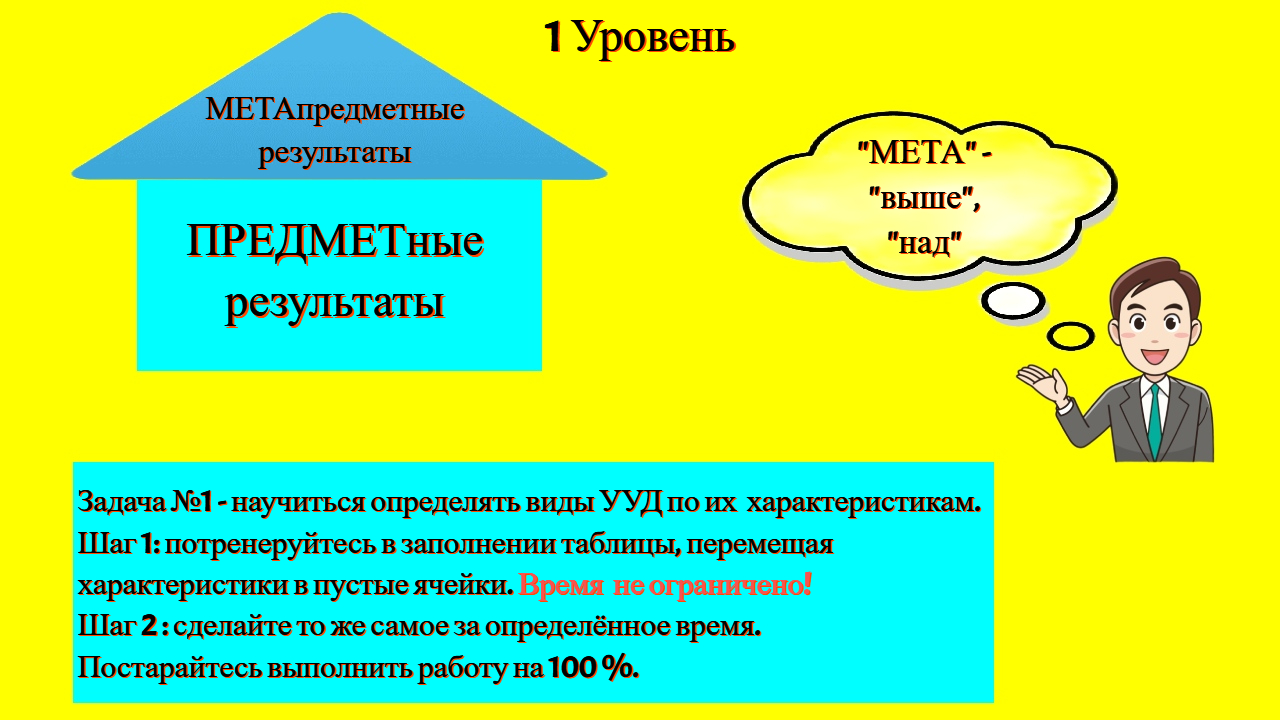 1 Уровень
МЕТАпредметные
результаты
ПРЕДМЕТные
результаты
"МЕТА" -
"выше",
"над"
Задача №1 - научиться определять виды УУД по их характеристикам.
Шаг 1: потренеруйтесь в заполнении таблицы, перемещая
характеристики в пустые ячейки. Время не ограничено!
Шаг 2 : сделайте то же самое за определённое время.
Постарайтесь выполнить работу на 100 %.